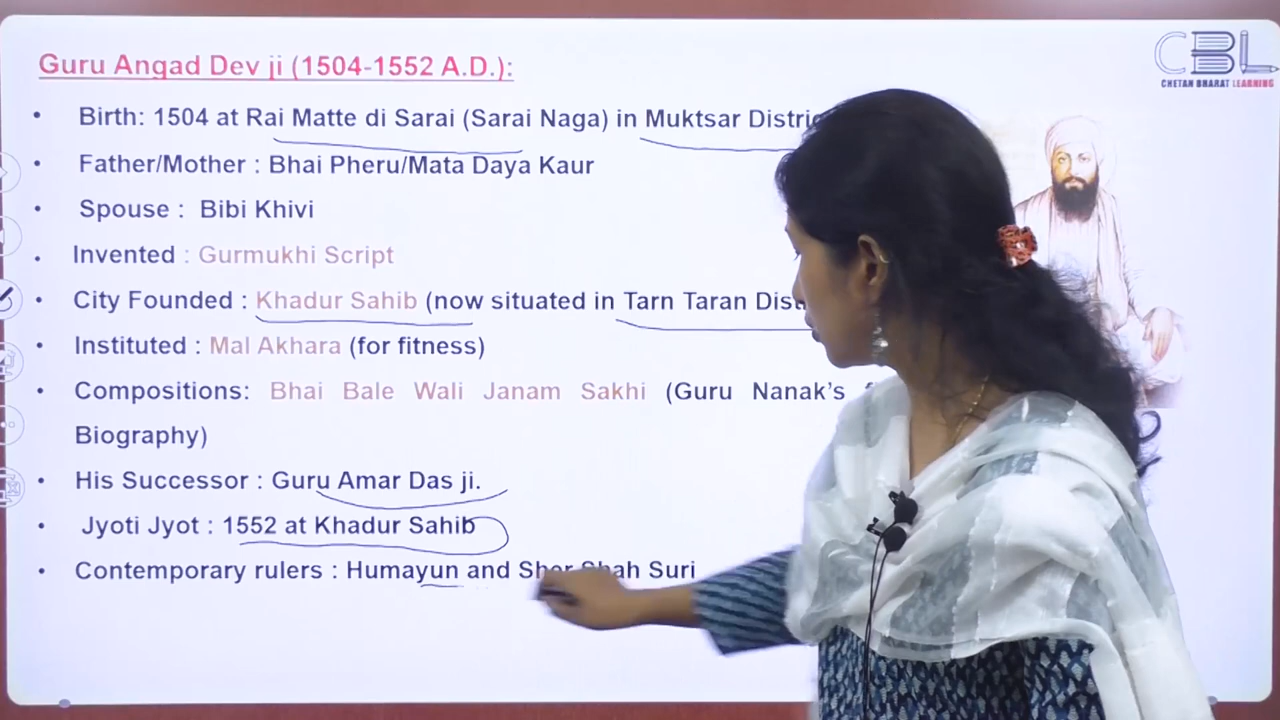 Guru Angad Dev ji (1504-1552 A.D.):
CBL
CHETAN BHARAT LEARNING
• Birth: 1504 at Rai Matte di Sarai (Sarai Naga) in Muktsar
• Father/Mother : Bhai Pheru/Mata Daya Kaur
• Spouse : Bibi Khivi
• Invented : Gurmukhi Script
• City Founded : Khadur Sahib (now situated in Tarn Taran
• Instituted : Mal Akhara (for fitness)
• Compositions: Bhai Bale Wali Janam Sakhi (Guru Nanak's
Biography)
• His Successor : Guru Amar Das ji.
• Jyoti Jyot : 1552 at Khadur Sahib
• Contemporary rulers : Humayun and Sher Shah Suri